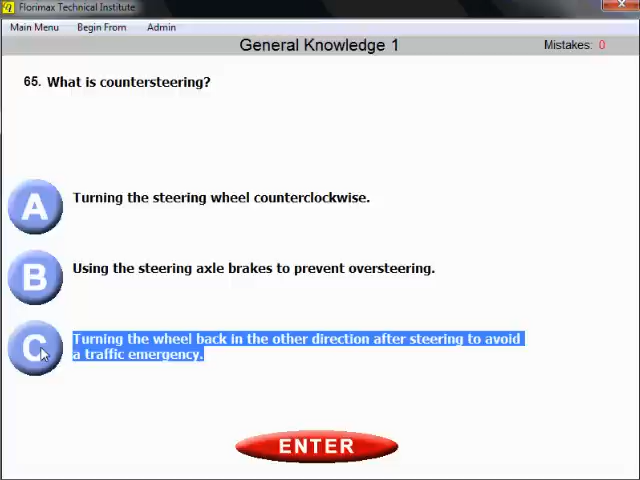 Florimax Technical Institute
Main Menu Begin From Admin
General Knowledge 1 Mistakes: 0
65. What is countersteering?
A Turning the steering wheel counterclockwise.
B Using the steering axle brakes to prevent oversteering.
C Turning the wheel back in the other direction after steering to avoid
a traffic emergency.
ENTER